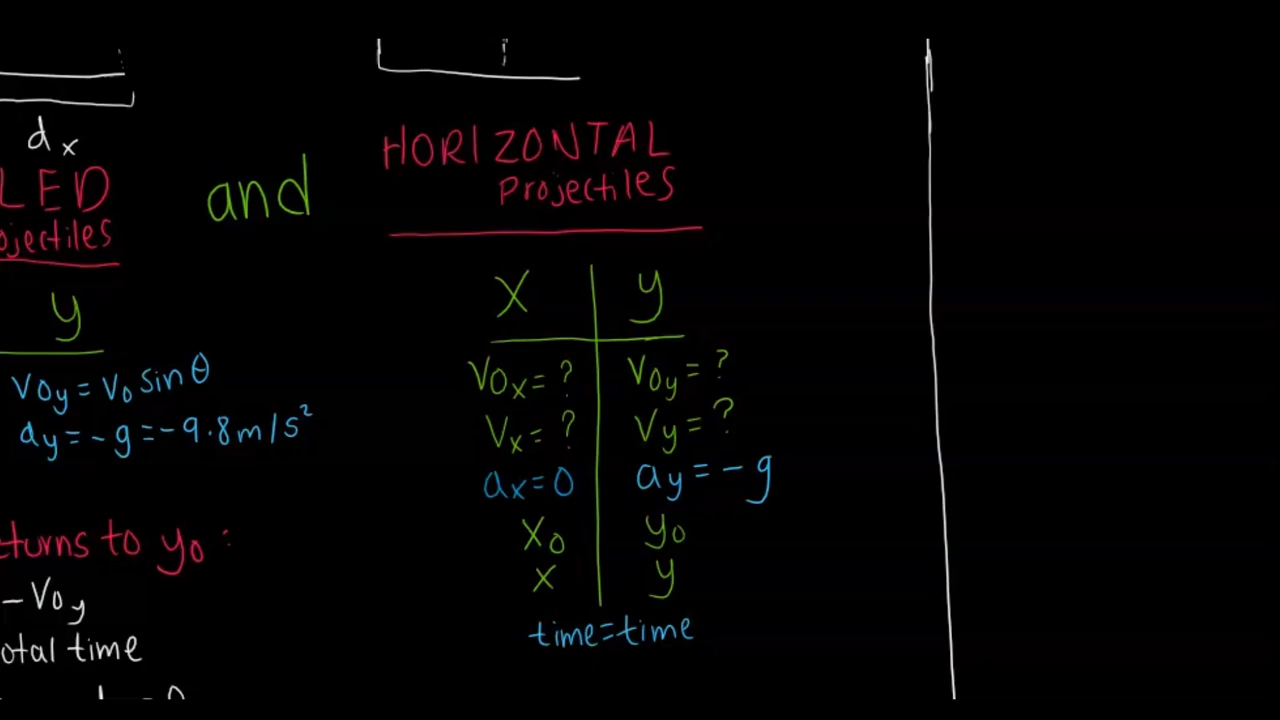 dx
LED
ojectiles
y
Voy = Vo sin θ
ay = -g = -9.8m/s²
turns to yo :
- Voy
otal time
and
HORIZONTAL
Projectiles
x y
Vox = ? Voy = ?
Vx = ? Vy = ?
ax = 0 ay = -g
xo yo
x y
time = time